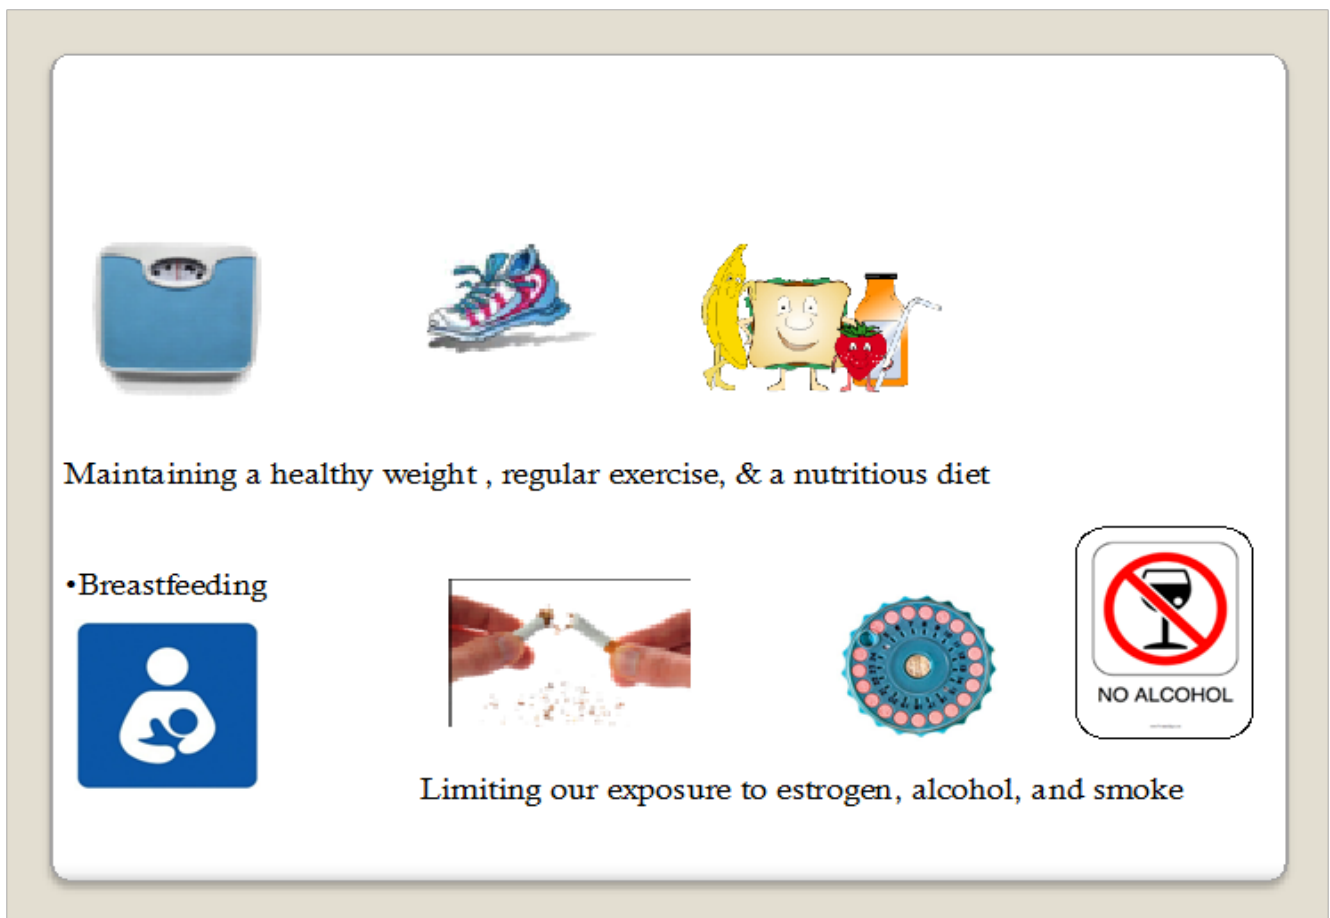 Maintaining a healthy weight , regular exercise, & a nutritious diet
•Breastfeeding
NO ALCOHOL
Limiting our exposure to estrogen, alcohol, and smoke